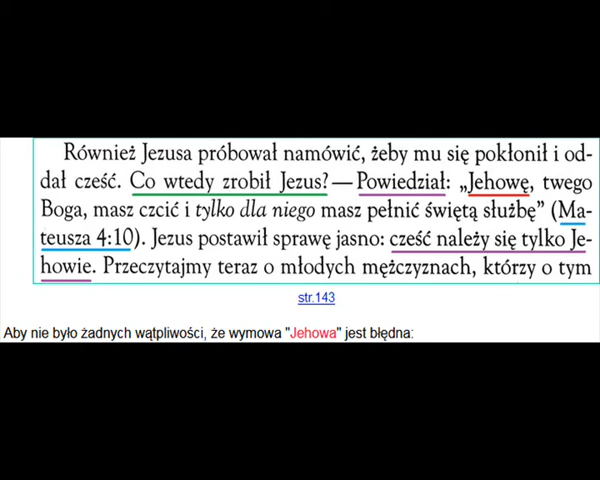 Również Jezusa próbował namówić, żeby mu się pokłonił i od-
dał cześć. Co wtedy zrobił Jezus? — Powiedział: „Jehowę, twego
Boga, masz czcić i tylko dla niego masz pełnić świętą służbę” (Ma-
teusza 4:10). Jezus postawił sprawę jasno: cześć należy się tylko Je-
howie. Przeczytajmy teraz o młodych mężczyznach, którzy o tym
str.143
Aby nie było żadnych wątpliwości, że wymowa "Jehowa" jest błędna: